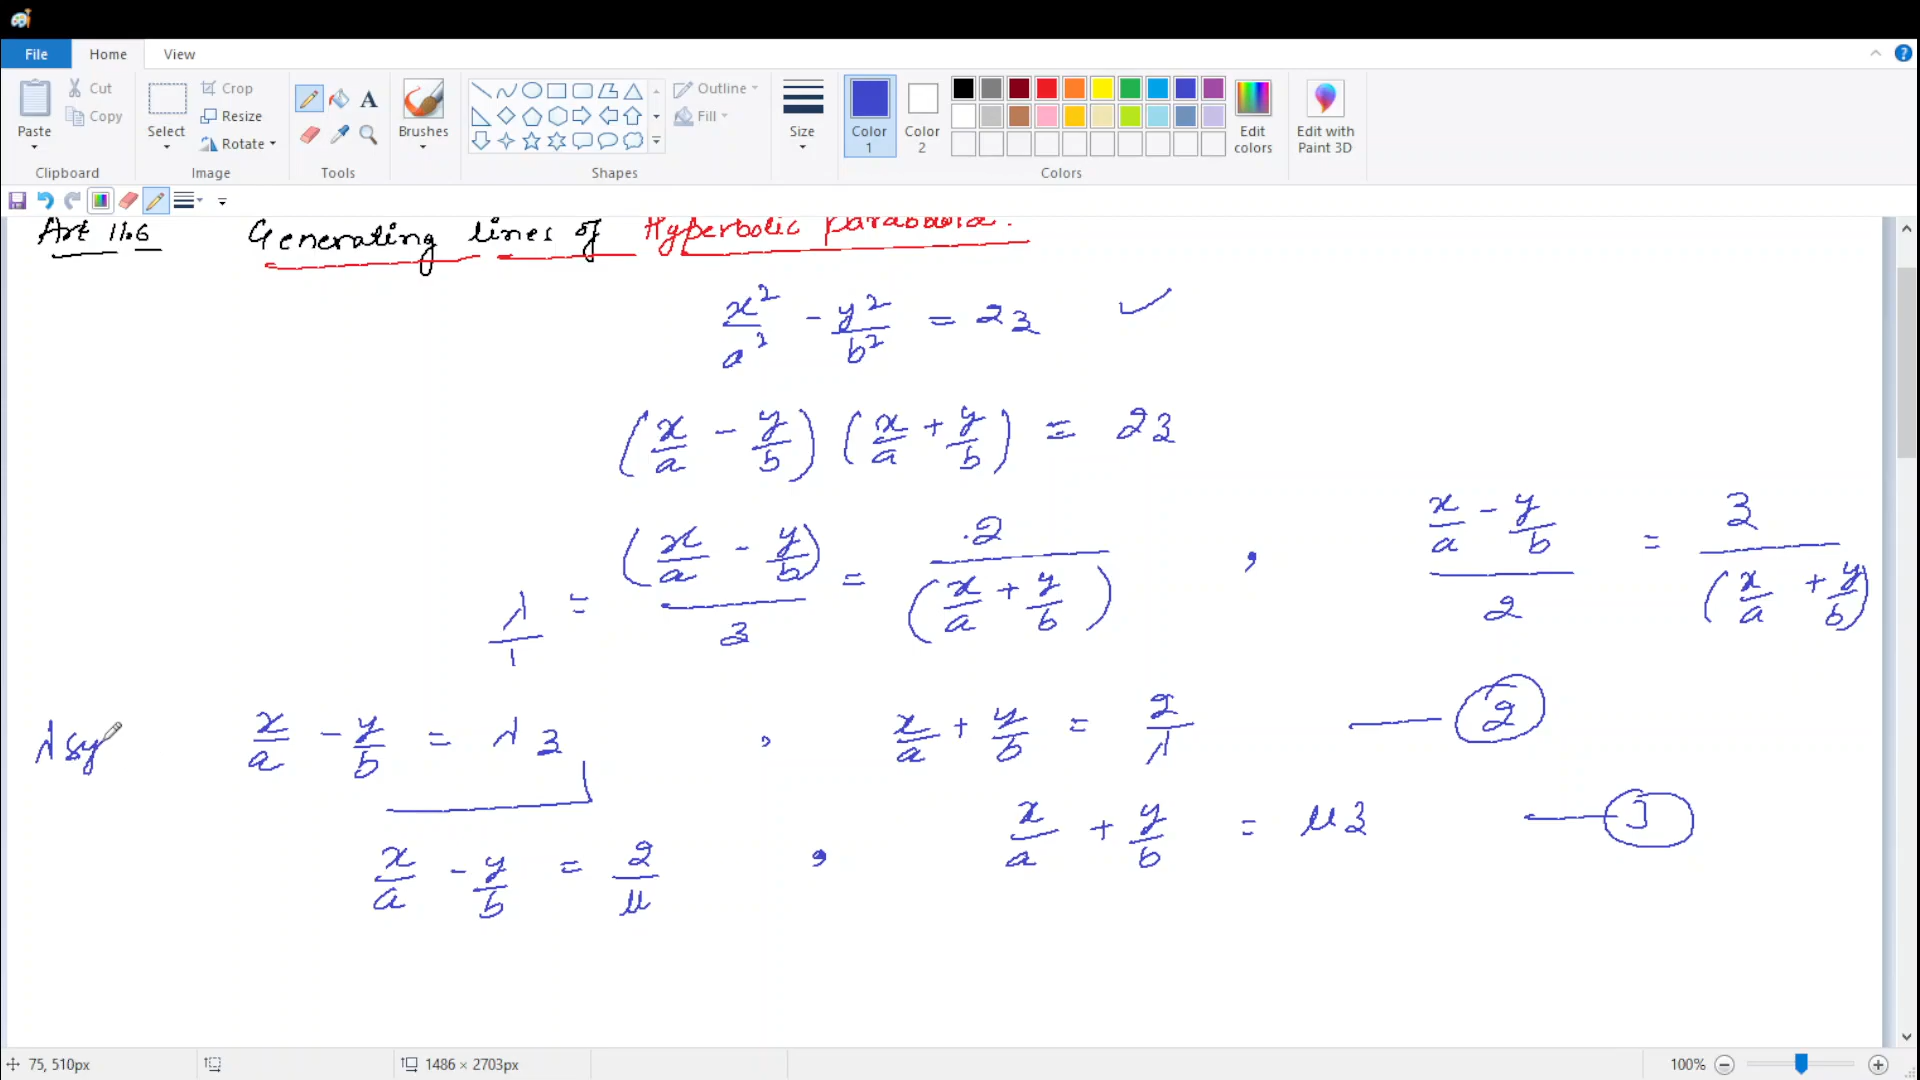 File Home View
Paste Cut Copy Clipboard
Select Crop Resize Rotate Image
A Tools
Brushes
Outline Fill Shapes
Size
Color 1 Color 2 Edit colors Colors
Edit with Paint 3D
Art 11.6 Generating lines of Hyperbolic Paraboloid.
x²/a² - y²/b² = 2z ✓
(x/a - y/b) (x/a + y/b) = 2z
λ/1 = (x/a - y/b)/z = 2/(x/a + y/b) , (x/a - y/b)/2 = z/(x/a + y/b)
λ sy x/a - y/b = λ z , x/a + y/b = 2/λ — ②
x/a - y/b = 2/μ , x/a + y/b = μz — ③
75, 510px 1486 × 2703px 100%